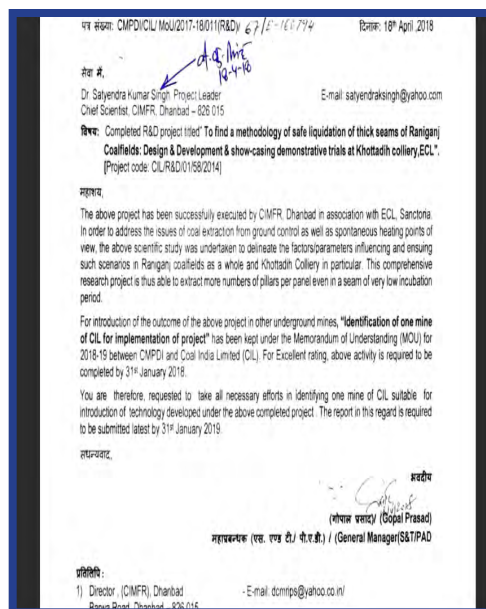 पत्र संख्या: CMPDI/CIL/ MoU/2017-18/011(R&D)/ 67/E-166794 दिनांक: 18th April ,2018
18-4-18
सेवा में,
Dr. Satyendra Kumar Singh, Project Leader E-mail: satyendraksingh@yahoo.com
Chief Scientist, CIMFR, Dhanbad – 826 015
विषय: Completed R&D project titled" To find a methodology of safe liquidation of thick seams of Raniganj
Coalfields: Design & Development & show-casing demonstrative trials at Khottadih colliery,ECL".
[Project code: CIL/R&D/01/58/2014]
महाशय,
The above project has been successfully executed by CIMFR, Dhanbad in association with ECL, Sanctoria.
In order to address the issues of coal extraction from ground control as well as spontaneous heating points of
view, the above scientific study was undertaken to delineate the factors/parameters influencing and ensuing
such scenarios in Raniganj coalfields as a whole and Khottadih Colliery in particular. This comprehensive
research project is thus able to extract more numbers of pillars per panel even in a seam of very low incubation
period.
For introduction of the outcome of the above project in other underground mines, "Identification of one mine
of CIL for implementation of project" has been kept under the Memorandum of Understanding (MOU) for
2018-19 between CMPDI and Coal India Limited (CIL). For Excellent rating, above activity is required to be
completed by 31st January 2018.
You are therefore, requested to take all necessary efforts in identifying one mine of CIL suitable for
introduction of technology developed under the above completed project . The report in this regard is required
to be submitted latest by 31st January 2019.
सधन्यवाद,
भवदीय
(गोपाल प्रसाद)/ (Gopal Prasad)
महाप्रबन्धक (एस. एण्ड टी./ पी.ए.डी.) / (General Manager(S&T/PAD
प्रतिलिपि :
1) Director , (CIMFR), Dhanbad - E-mail: dcmrips@yahoo.co.in/
Barwa Road, Dhanbad - 826 015